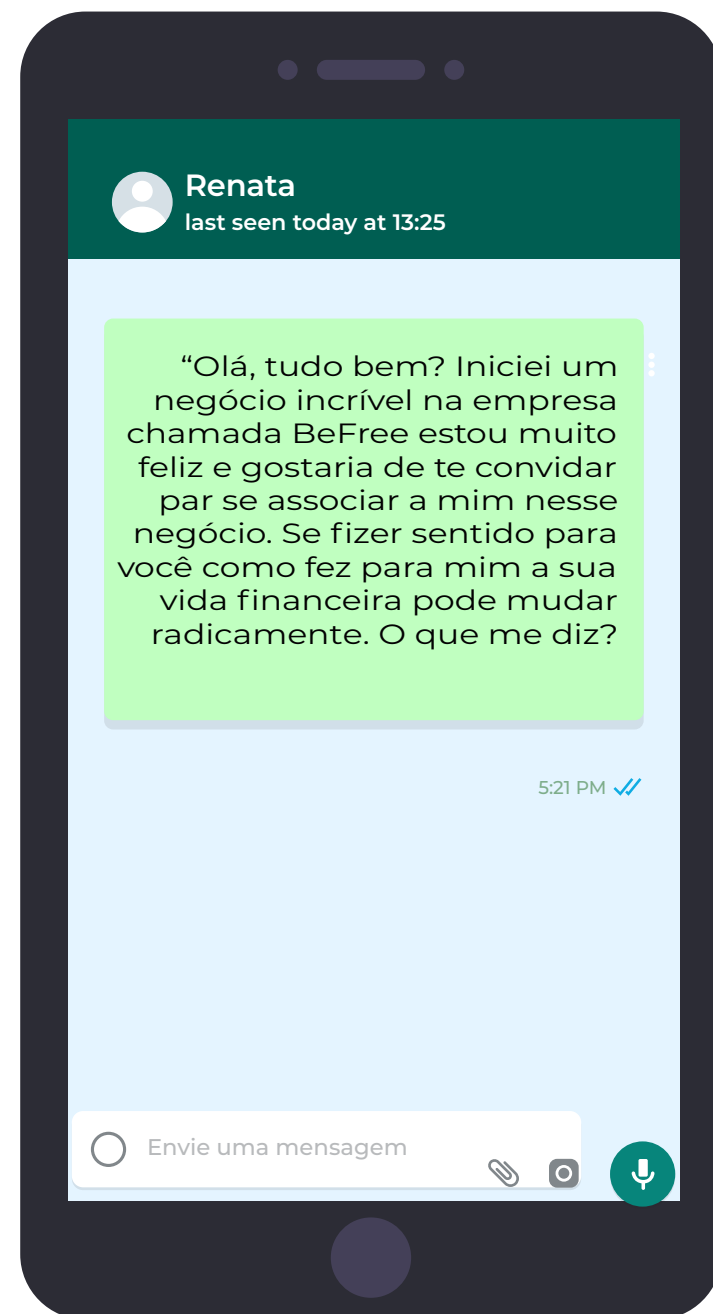 Renata
last seen today at 13:25
“Olá, tudo bem? Iniciei um
negócio incrível na empresa
chamada BeFree estou muito
feliz e gostaria de te convidar
par se associar a mim nesse
negócio. Se fizer sentido para
você como fez para mim a sua
vida financeira pode mudar
radicamente. O que me diz?
5:21 PM
Envie uma mensagem